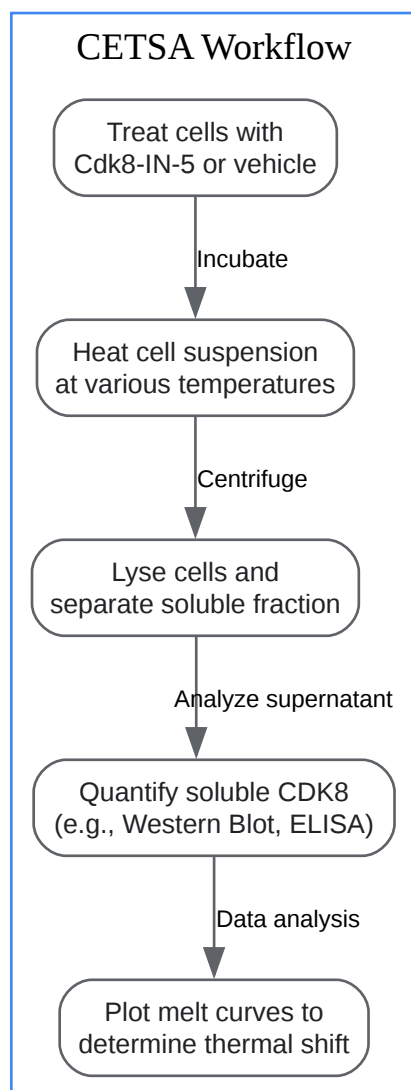 CETSA Workflow
Treat cells with
Cdk8-IN-5 or vehicle
Incubate
Heat cell suspension
at various temperatures
Centrifuge
Lyse cells and
separate soluble fraction
Analyze supernatant
Quantify soluble CDK8
(e.g., Western Blot, ELISA)
Data analysis
Plot melt curves to
determine thermal shift